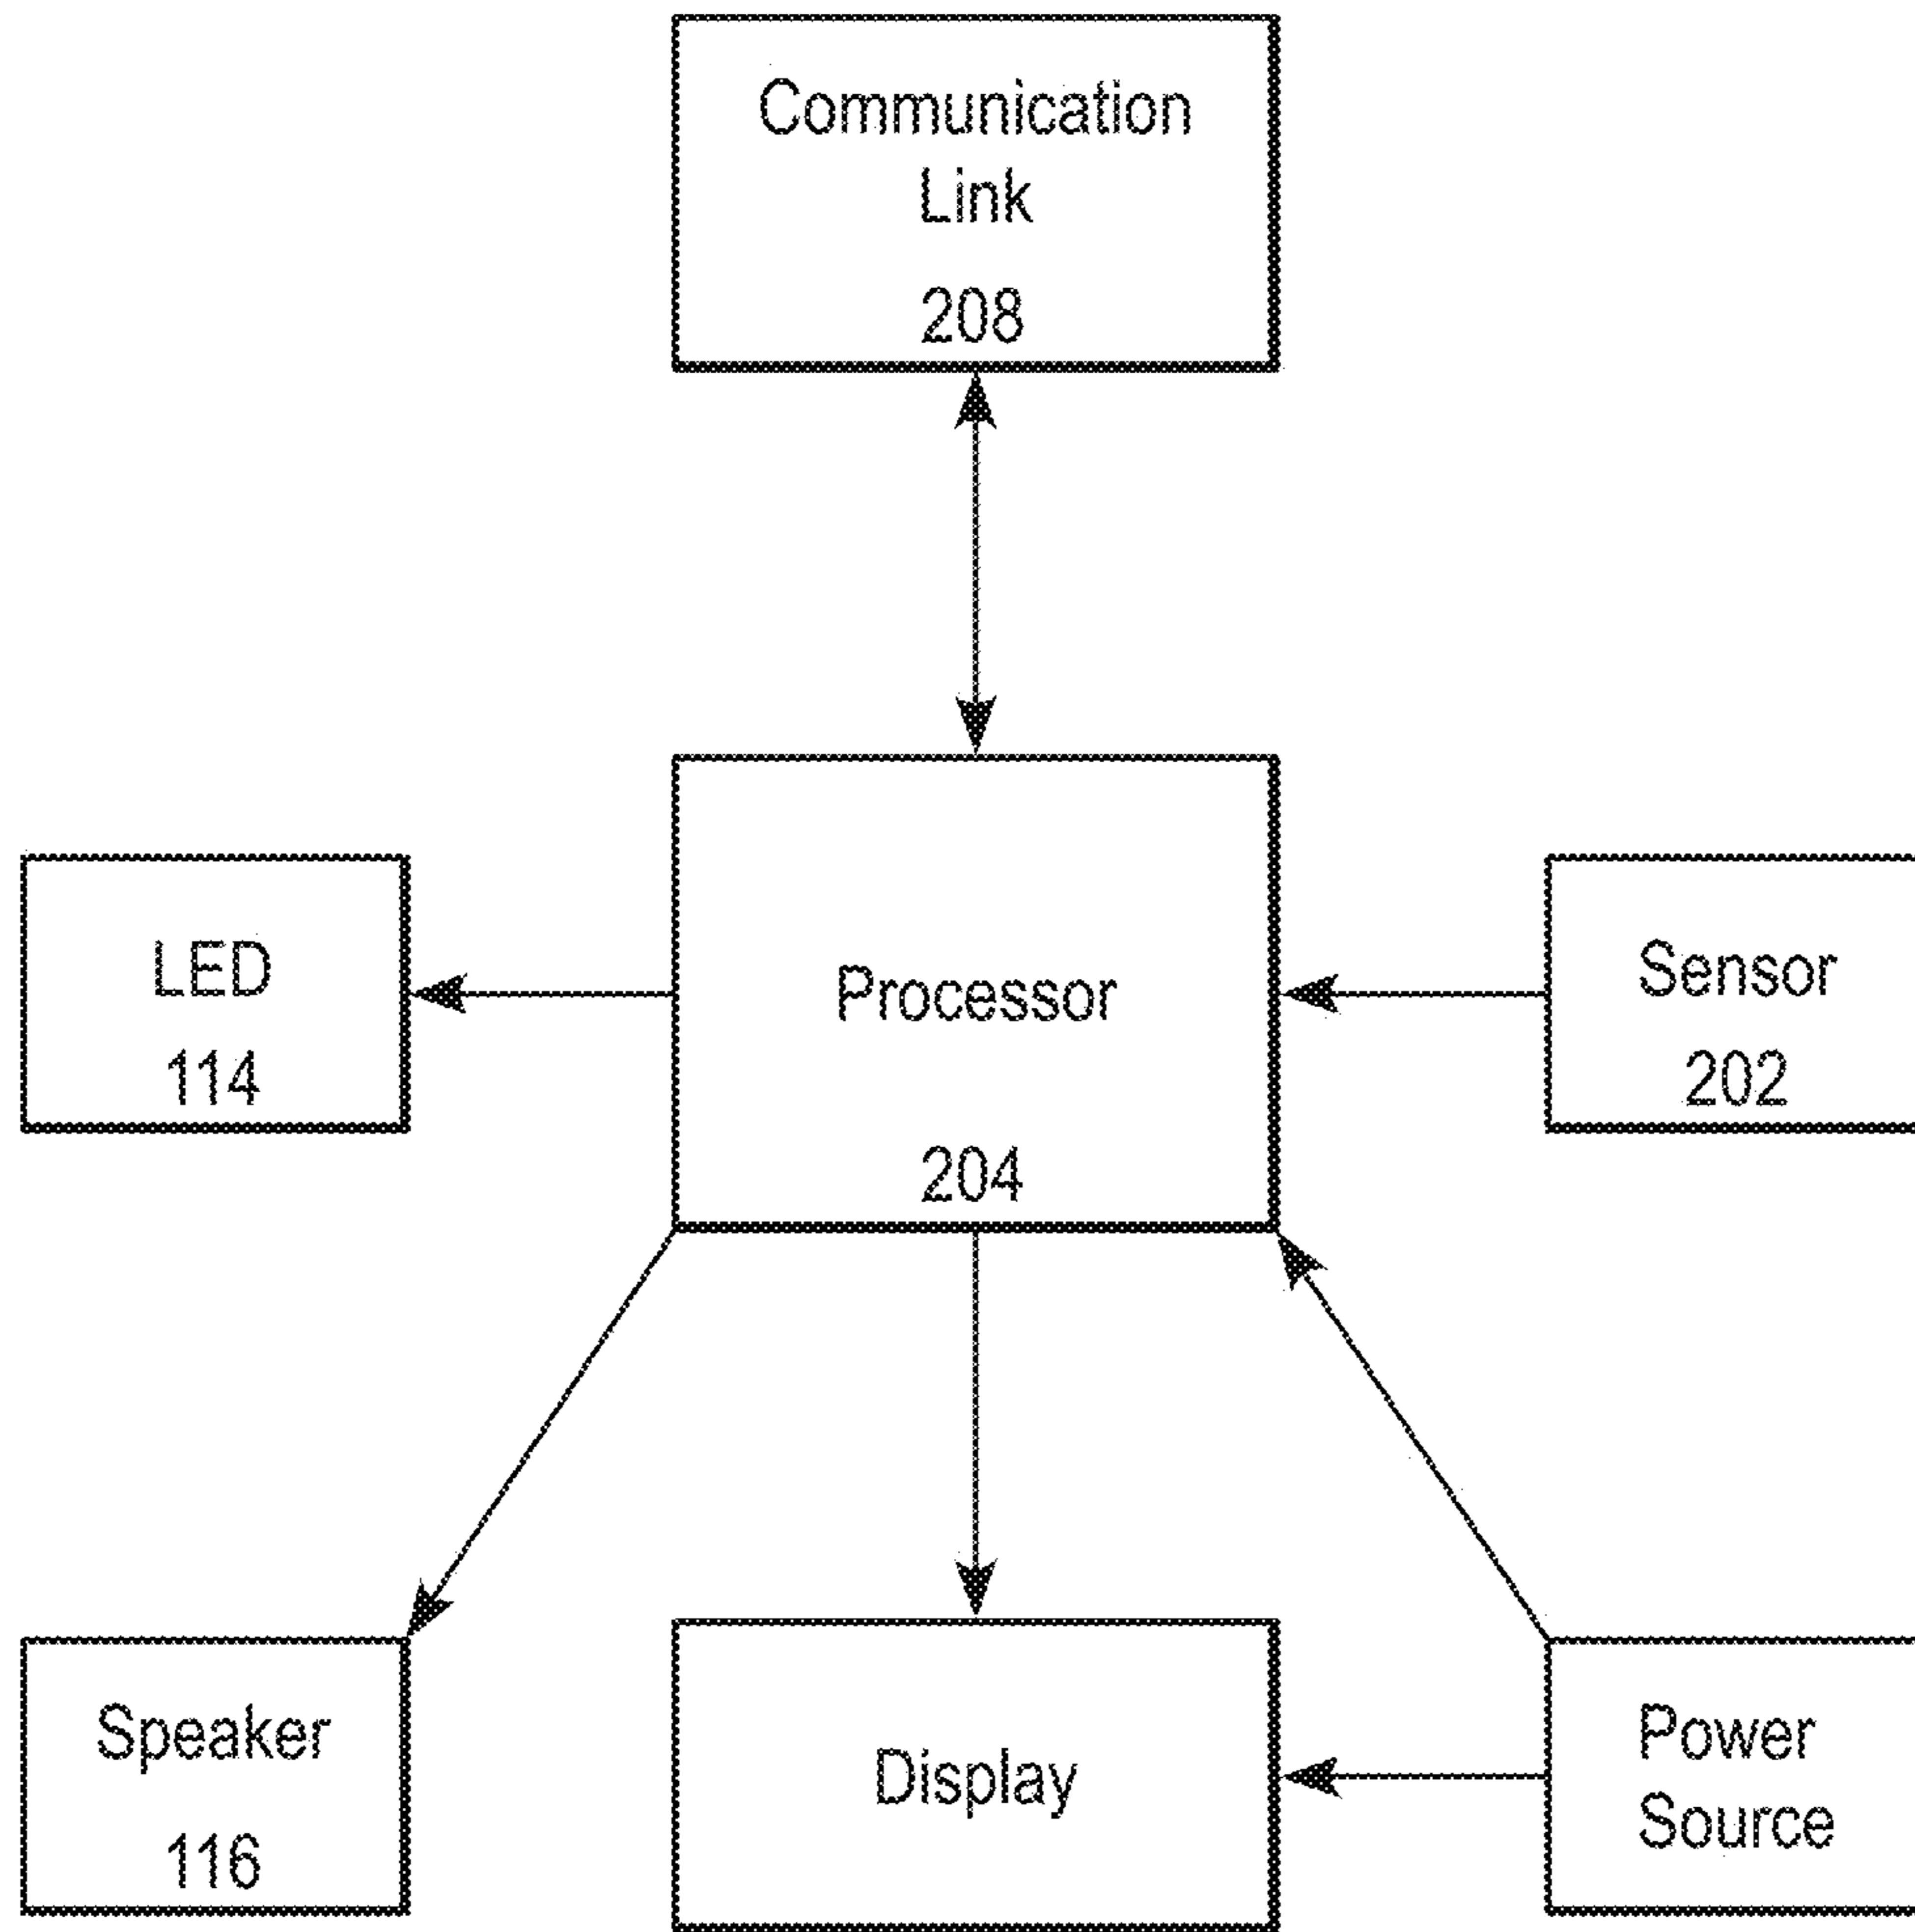 Communication
Link
208
LED
114
Processor
204
Sensor
202
Speaker
116
Display
Power
Source